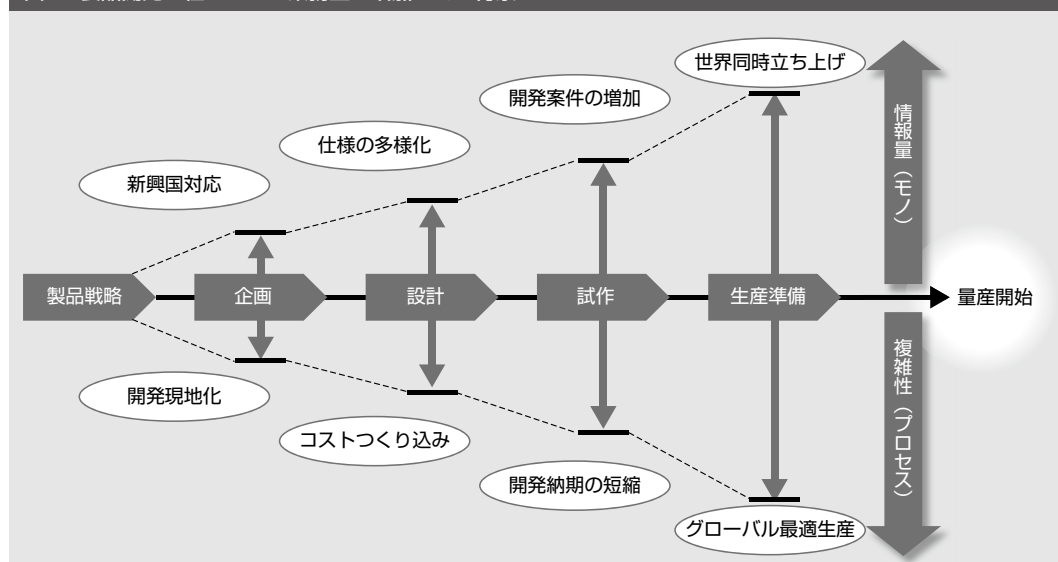 世界同時立ち上げ
開発案件の増加
仕様の多様化
新興国対応
情報量（モノ）
製品戦略
企画
設計
試作
生産準備
量産開始
開発現地化
コストつくり込み
開発納期の短縮
グローバル最適生産
複雑性（プロセス）